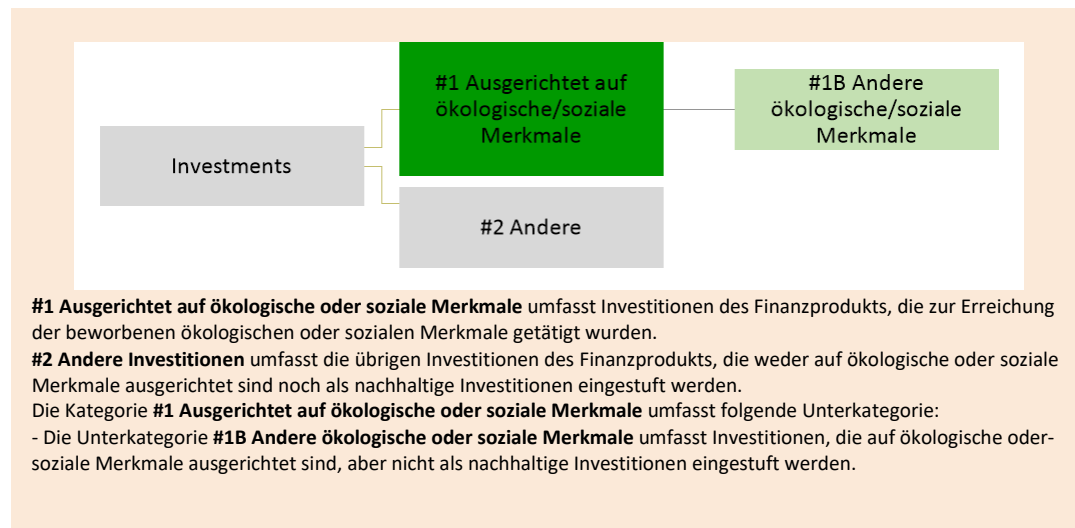 #1 Ausgerichtet auf
ökologische/soziale
Merkmale
#1B Andere
ökologische/soziale
Merkmale
Investments
#2 Andere
#1 Ausgerichtet auf ökologische oder soziale Merkmale umfasst Investitionen des Finanzprodukts, die zur Erreichung
der beworbenen ökologischen oder sozialen Merkmale getätigt wurden.
#2 Andere Investitionen umfasst die übrigen Investitionen des Finanzprodukts, die weder auf ökologische oder soziale
Merkmale ausgerichtet sind noch als nachhaltige Investitionen eingestuft werden.
Die Kategorie #1 Ausgerichtet auf ökologische oder soziale Merkmale umfasst folgende Unterkategorie:
- Die Unterkategorie #1B Andere ökologische oder soziale Merkmale umfasst Investitionen, die auf ökologische oder-
soziale Merkmale ausgerichtet sind, aber nicht als nachhaltige Investitionen eingestuft werden.